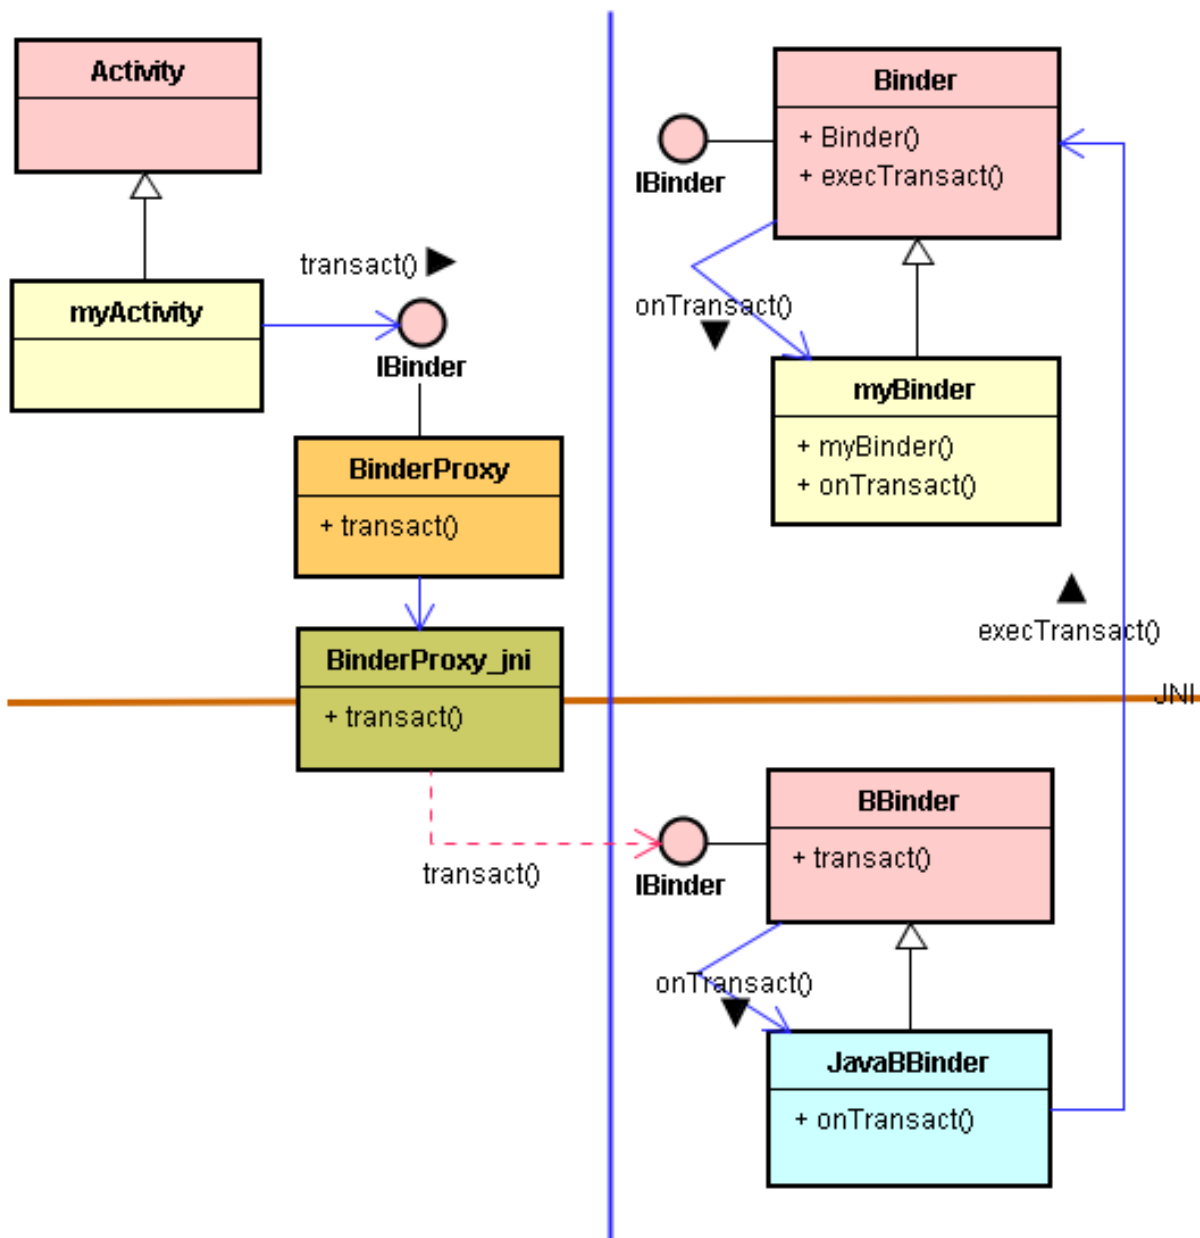 Activity
myActivity
transact()
IBinder
BinderProxy
+ transact()
BinderProxy_jni
+ transact()
transact()
Binder
+ Binder()
+ execTransact()
IBinder
onTransact()
myBinder
+ myBinder()
+ onTransact()
execTransact()
JNI
BBinder
+ transact()
IBinder
onTransact()
JavaBBinder
+ onTransact()